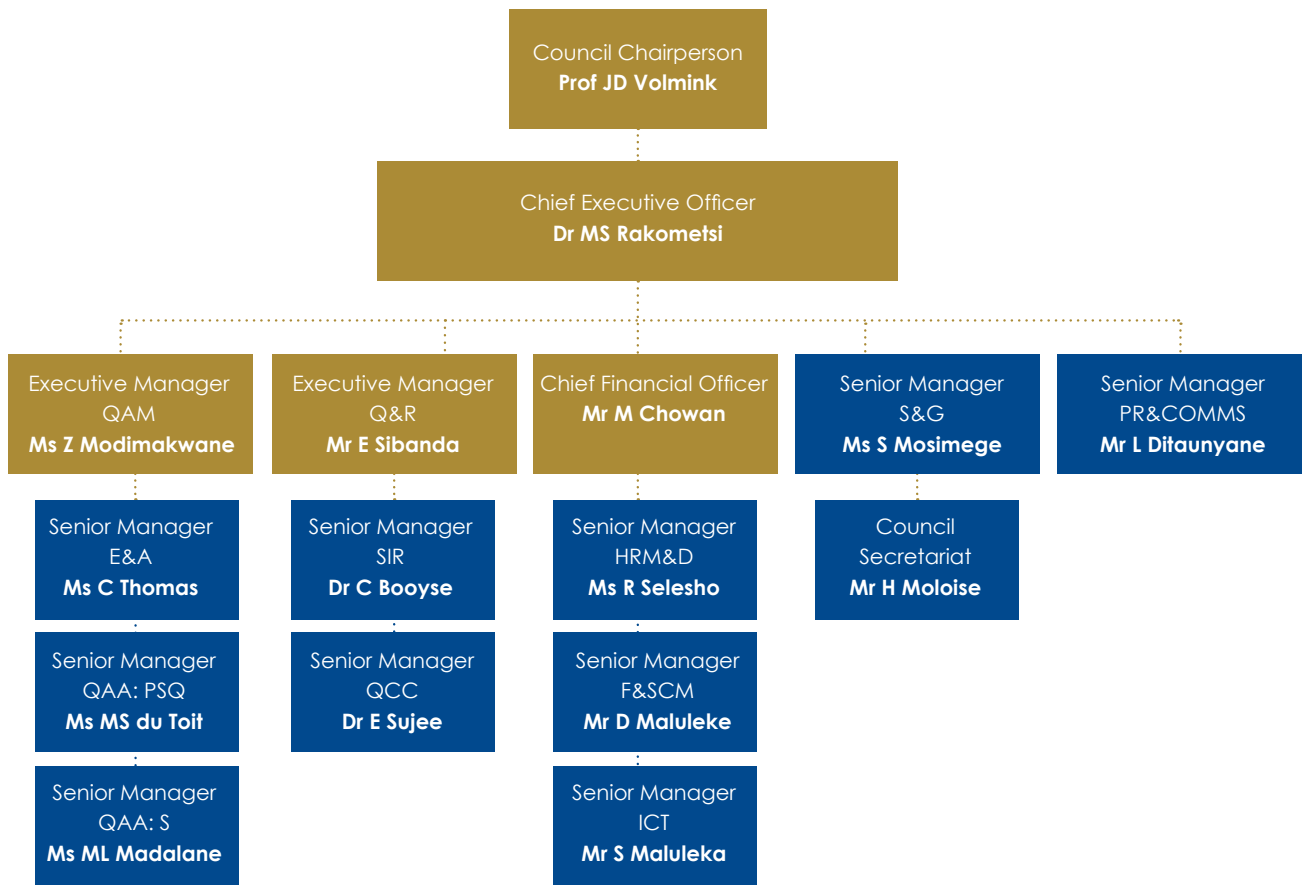 Council Chairperson
Prof JD Volmink
Chief Executive Officer
Dr MS Rakometsi
Executive Manager
QAM
Ms Z Modimakwane
Executive Manager
Q&R
Mr E Sibanda
Chief Financial Officer
Mr M Chowan
Senior Manager
S&G
Ms S Mosimege
Senior Manager
PR&COMMS
Mr L Ditaunyane
Senior Manager
E&A
Ms C Thomas
Senior Manager
SIR
Dr C Booyse
Senior Manager
HRM&D
Ms R Selesho
Council
Secretariat
Mr H Moloise
Senior Manager
QAA: PSQ
Ms MS du Toit
Senior Manager
QCC
Dr E Sujee
Senior Manager
F&SCM
Mr D Maluleke
Senior Manager
QAA: S
Ms ML Madalane
Senior Manager
ICT
Mr S Maluleka